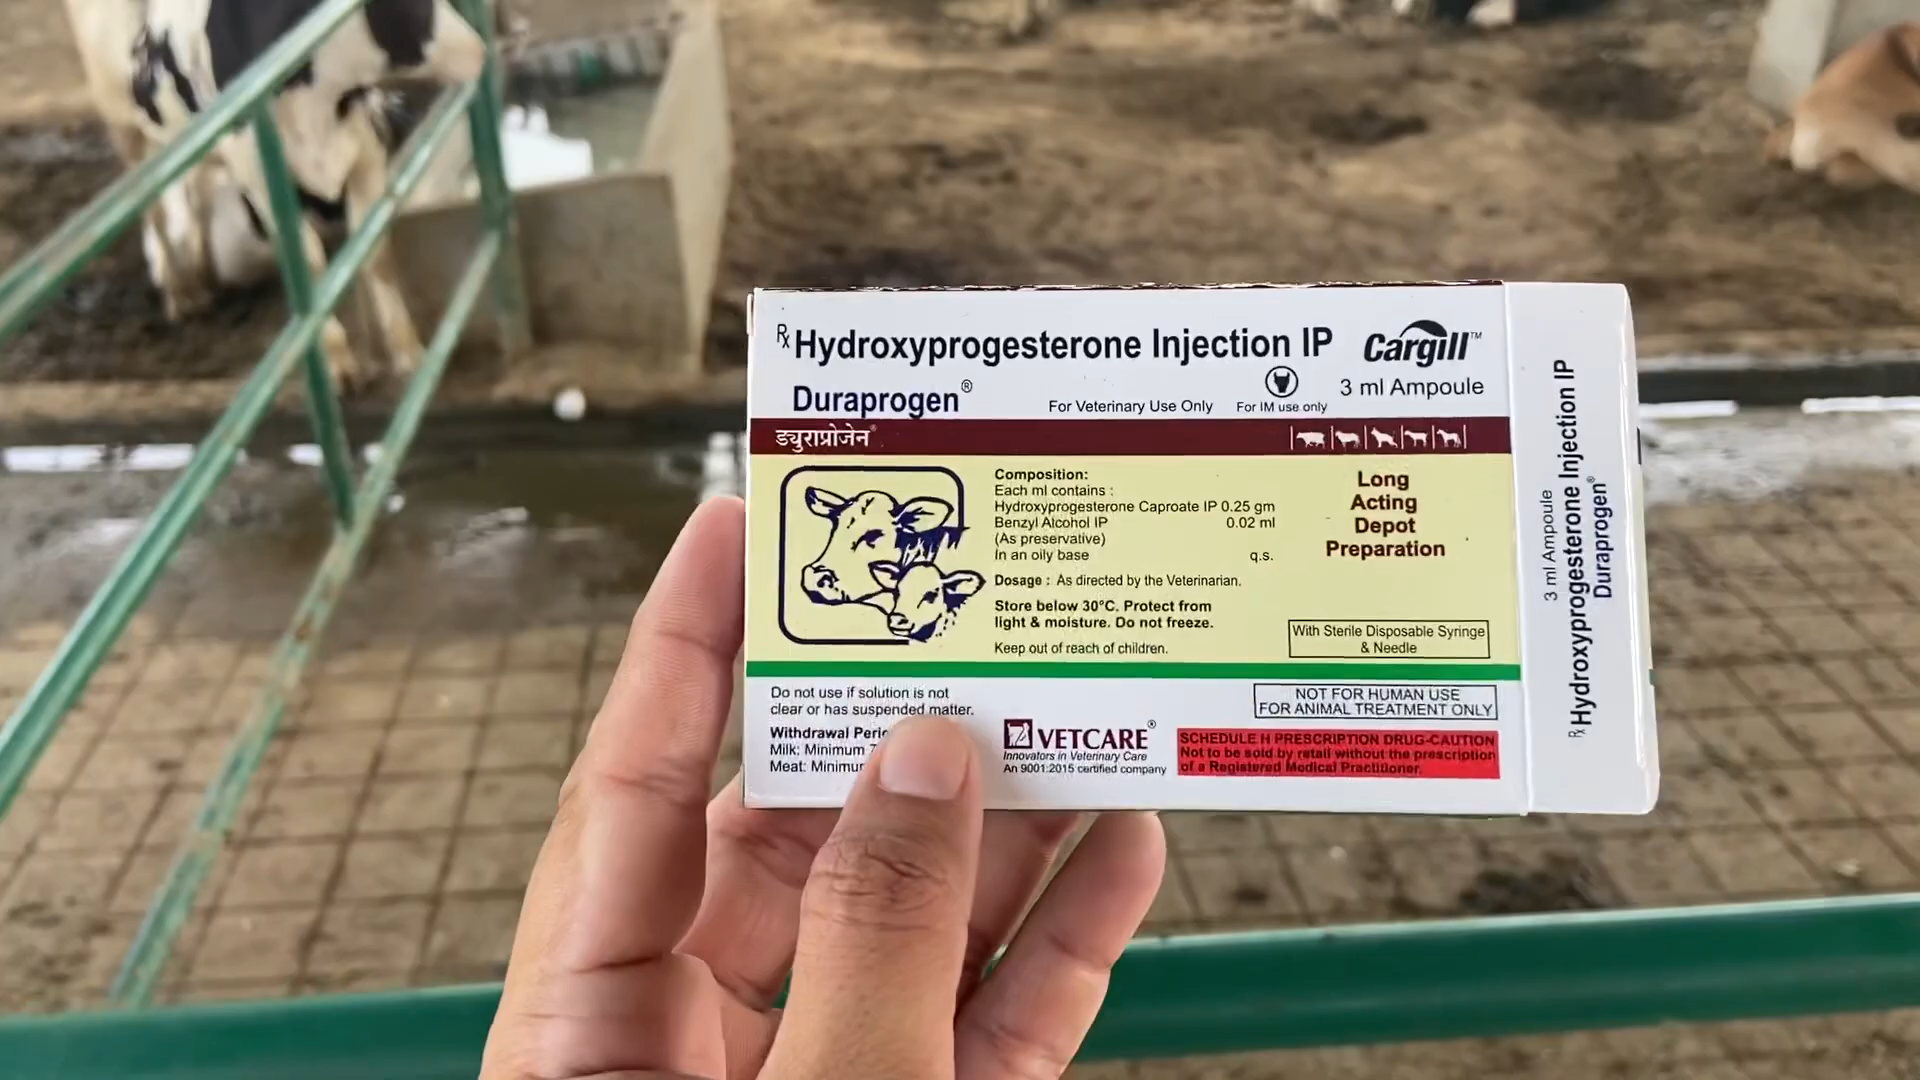 Rx Hydroxyprogesterone Injection IP
Cargill™
Duraprogen®
For Veterinary Use Only
For IM use only
3 ml Ampoule
ड्युराप्रोजेन®
Composition:
Each ml contains :
Hydroxyprogesterone Caproate IP 0.25 gm
Benzyl Alcohol IP 0.02 ml
(As preservative)
In an oily base q.s.
Dosage : As directed by the Veterinarian.
Store below 30°C. Protect from
light & moisture. Do not freeze.
Keep out of reach of children.
Long
Acting
Depot
Preparation
With Sterile Disposable Syringe
& Needle
Do not use if solution is not
clear or has suspended matter.
Withdrawal
Milk: Minimum 7
Meat:
VETCARE®
Innovators in Veterinary Care
An 9001:2015 certified company
NOT FOR HUMAN USE
FOR ANIMAL TREATMENT ONLY
SCHEDULE H PRESCRIPTION DRUG-CAUTION
Not to be sold by retail without the prescription
of a Registered Medical Practitioner.
3 ml Ampoule
Rx Hydroxyprogesterone Injection IP
Duraprogen®